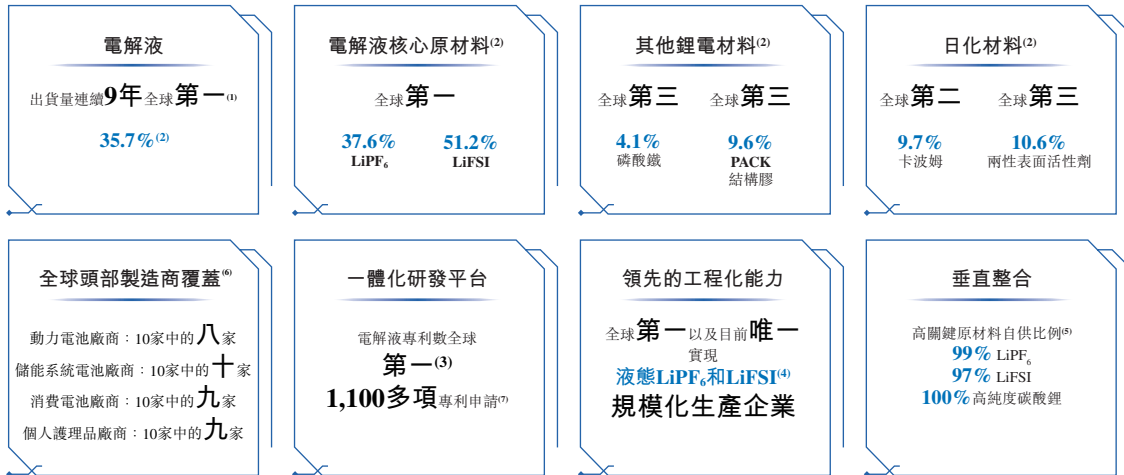 電解液
出貨量連續9年全球第一(1)
35.7%(2)
電解液核心原材料(2)
全球第一
37.6% 51.2%
LiPF₆ LiFSI
其他鋰電材料(2)
全球第三 全球第三
4.1% 9.6%
磷酸鐵 PACK
結構膠
日化材料(2)
全球第二 全球第三
9.7% 10.6%
卡波姆 兩性表面活性劑
全球頭部製造商覆蓋(6)
動力電池廠商：10家中的八家
儲能系統電池廠商：10家中的十家
消費電池廠商：10家中的九家
個人護理品廠商：10家中的九家
一體化研發平台
電解液專利數全球
第一(3)
1,100多項專利申請(7)
領先的工程化能力
全球第一以及目前唯一
實現
液態LiPF₆和LiFSI(4)
規模化生產企業
垂直整合
高關鍵原材料自供比例(5)
99% LiPF₆
97% LiFSI
100%高純度碳酸鋰